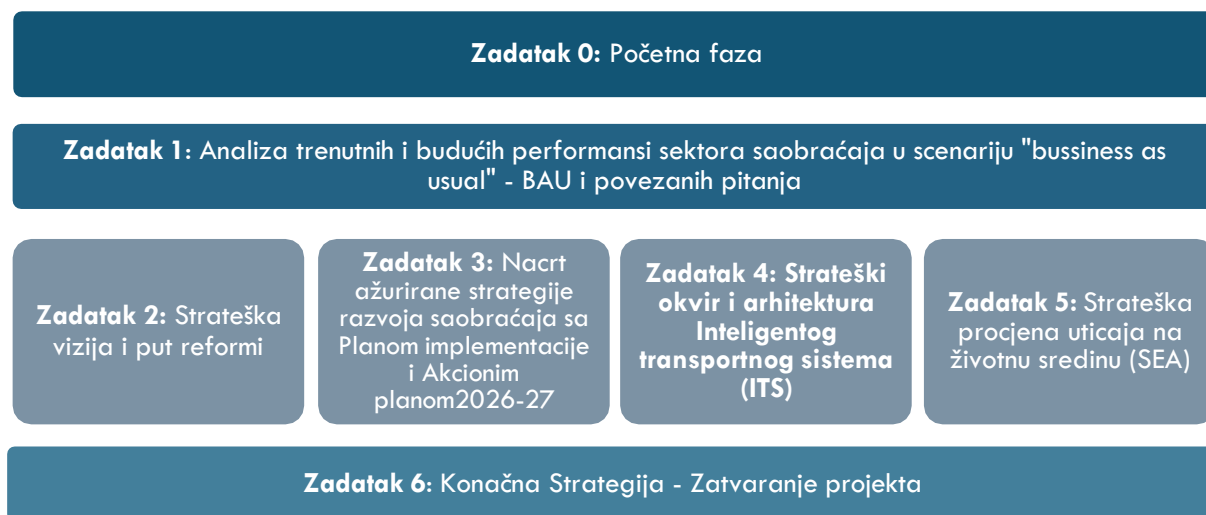 Zadatak 0: Početna faza
Zadatak 1: Analiza trenutnih i budućih performansi sektora saobraćaja u scenariju "bussiness as
usual" - BAU i povezanih pitanja
Zadatak 2: Strateška
vizija i put reformi
Zadatak 3: Nacrt
ažurirane strategije
razvoja saobraćaja sa
Planom implementacije
i Akcionim
planom2026-27
Zadatak 4: Strateški
okvir i arhitektura
Inteligentog
transportnog sistema
(ITS)
Zadatak 5: Strateška
procjena uticaja na
životnu sredinu (SEA)
Zadatak 6: Konačna Strategija - Zatvaranje projekta